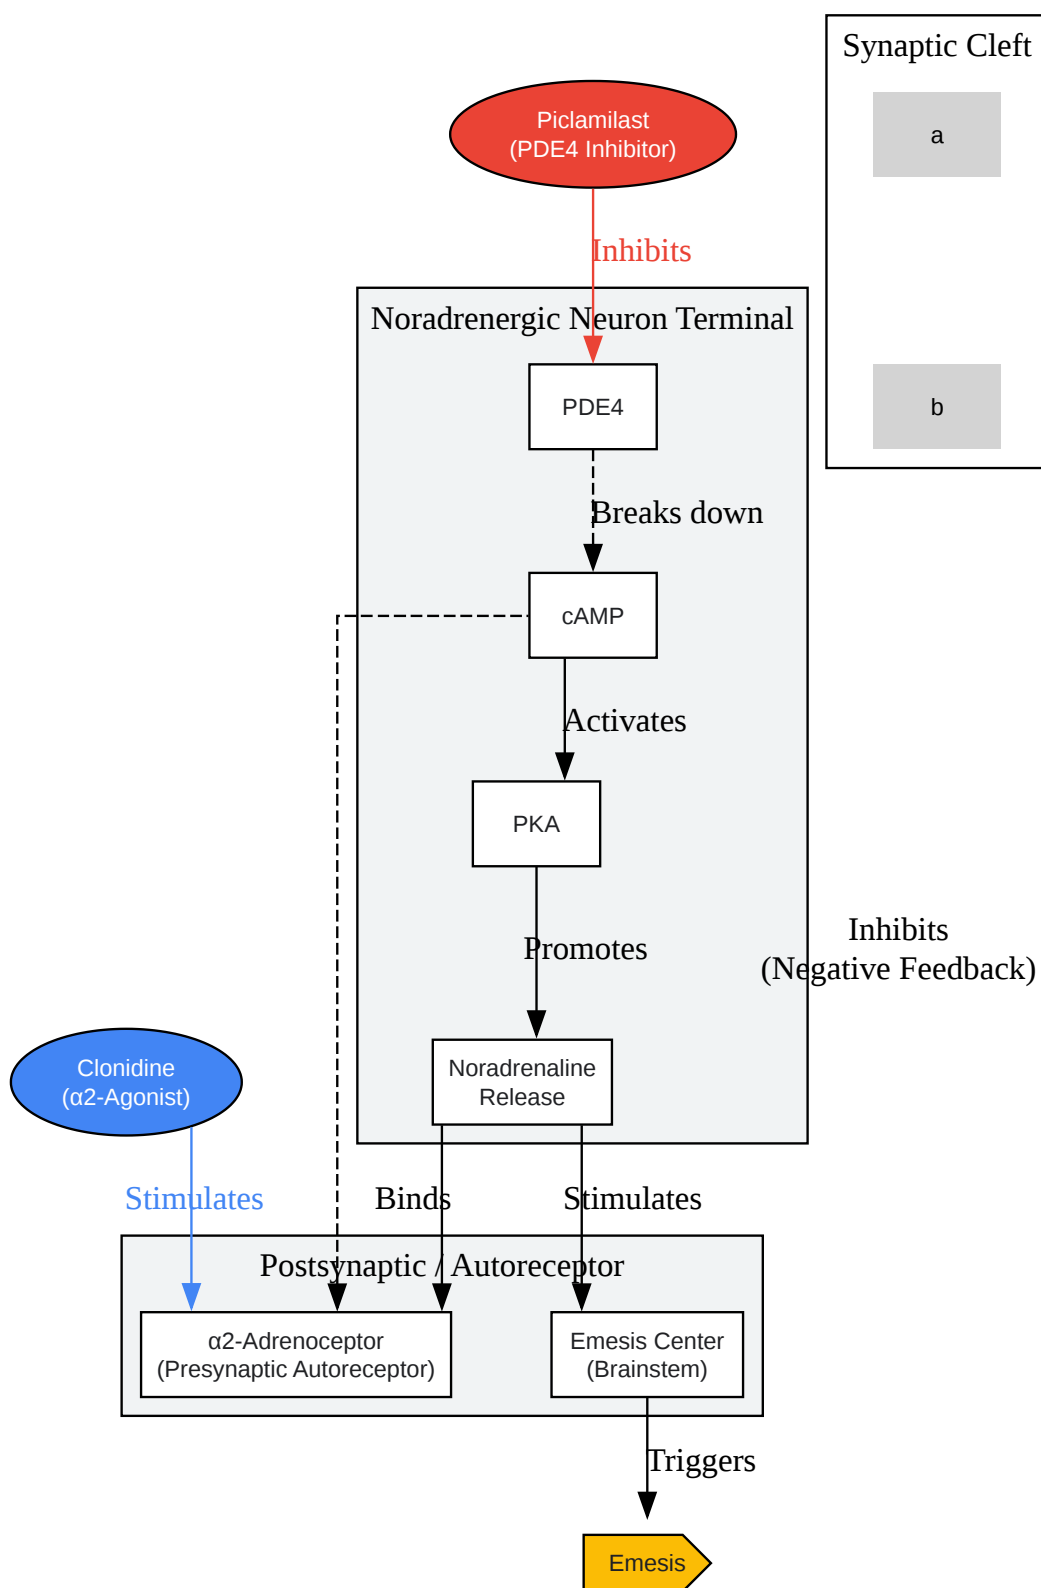 Synaptic Cleft
a
Piclamilast
(PDE4 Inhibitor)
Inhibits
Noradrenergic Neuron Terminal
PDE4
b
Breaks down
cAMP
Activates
PKA
Promotes
Inhibits
(Negative Feedback)
Noradrenaline
Release
Clonidine
(α2-Agonist)
Stimulates
Binds
Stimulates
Postsynaptic / Autoreceptor
α2-Adrenoceptor
(Presynaptic Autoreceptor)
Emesis Center
(Brainstem)
Triggers
Emesis